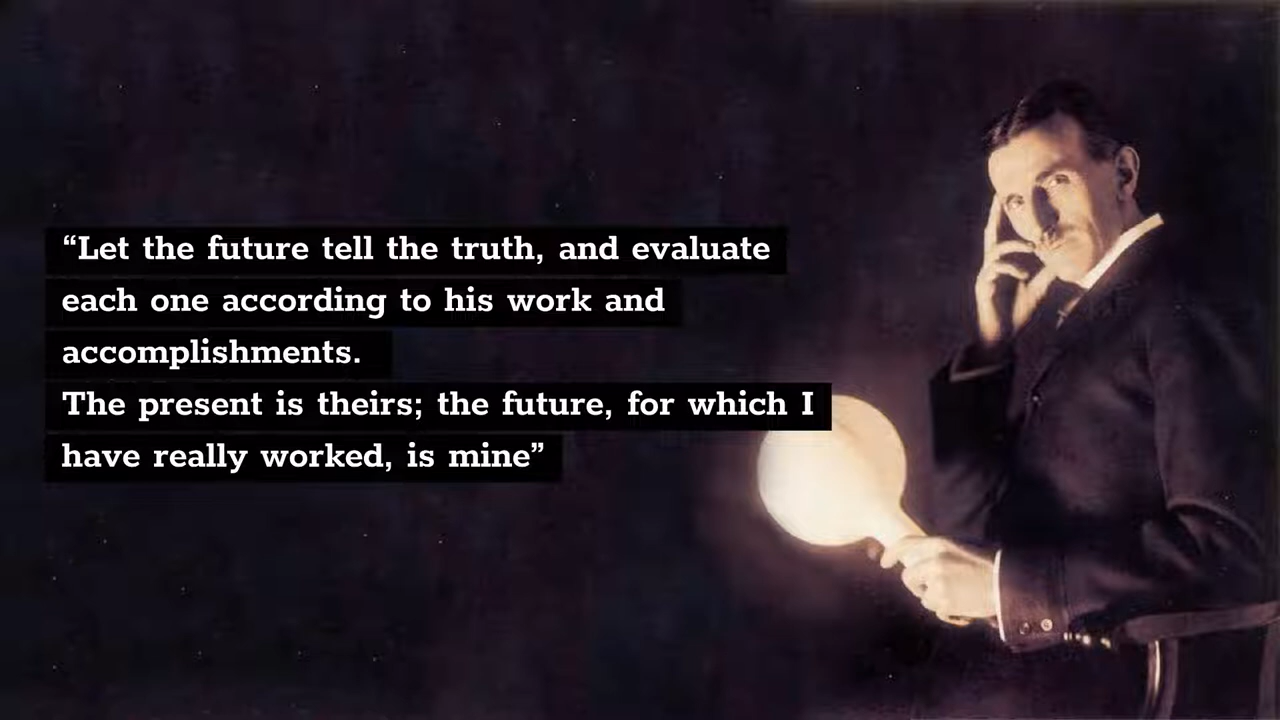 “Let the future tell the truth, and evaluate
each one according to his work and
accomplishments.
The present is theirs; the future, for which I
have really worked, is mine”